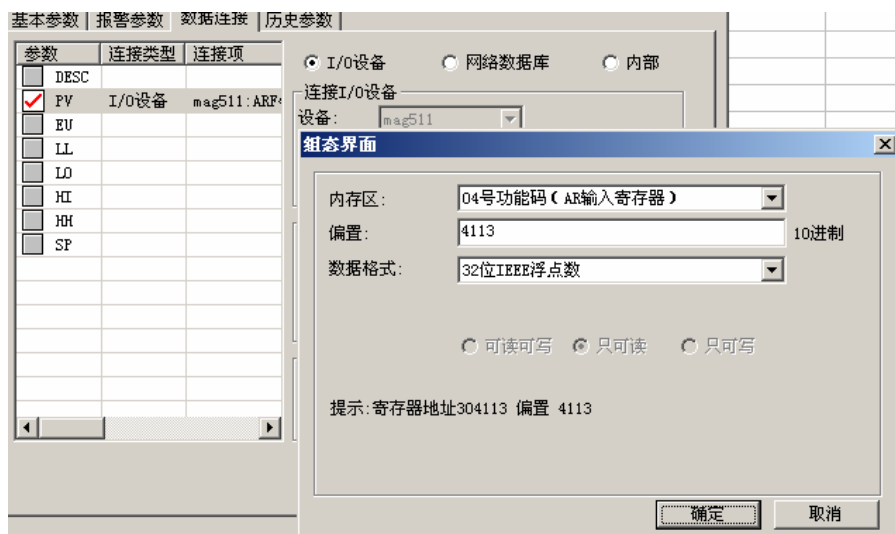 基本参数 报警参数 数据连接 历史参数
参数 连接类型 连接项
I/O设备 网络数据库 内部
DESC
连接I/O设备
PV I/O设备 mag511:ARF
设备: mag511
EU
组态界面
LL
LO
HI
HH
SP
内存区: 04号功能码(AR输入寄存器)
偏置: 4113 10进制
数据格式: 32位IEEE浮点数
可读可写 只可读 只可写
提示:寄存器地址304113 偏置 4113
确定 取消